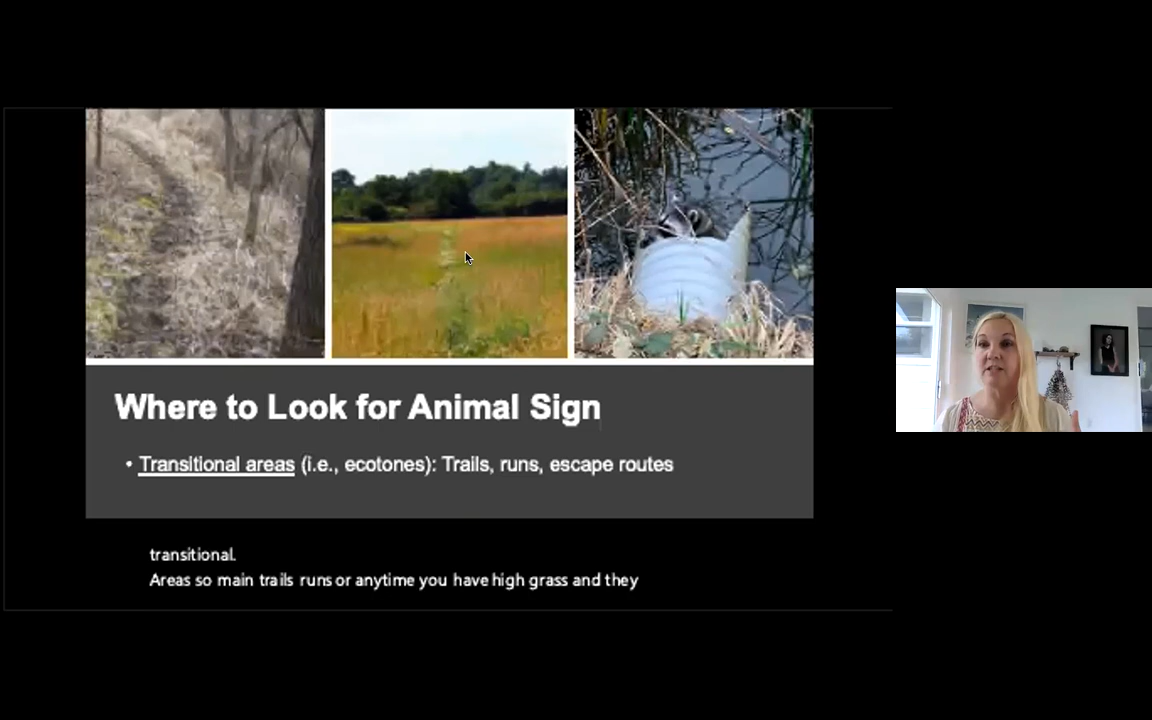 Where to Look for Animal Sign
• Transitional areas (i.e., ecotones): Trails, runs, escape routes
transitional.
Areas so main trails runs or anytime you have high grass and they